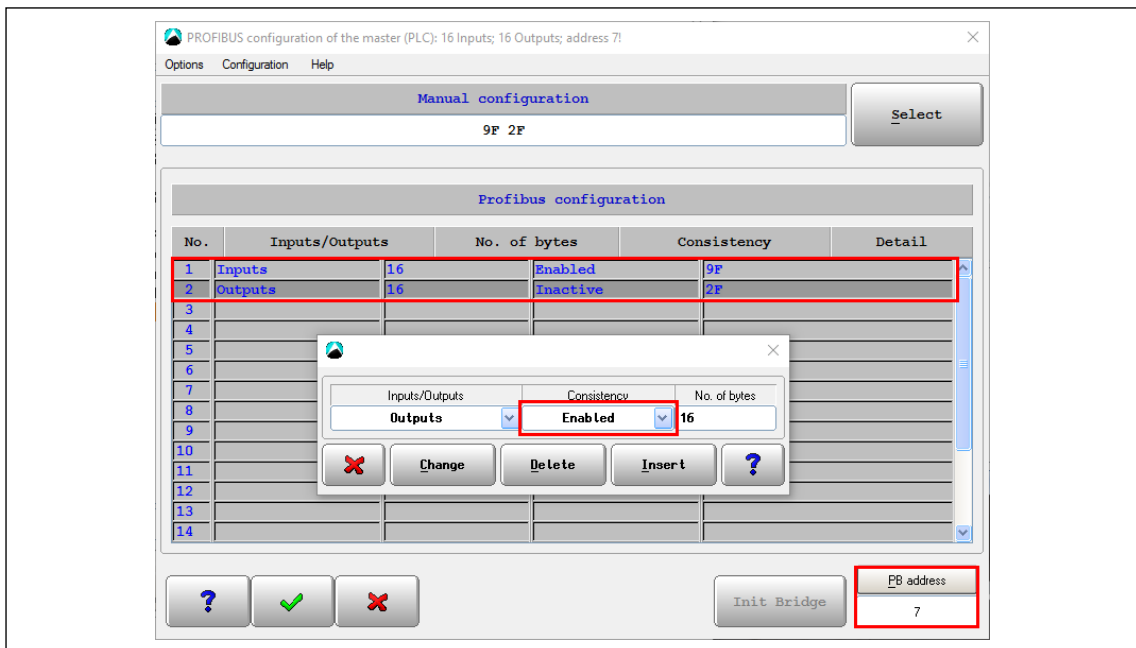 PROFIBUS configuration of the master (PLC): 16 Inputs; 16 Outputs; address 7!
Options Configuration Help
Manual configuration
Select
9F 2F
Profibus configuration
No. Inputs/Outputs No. of bytes Consistency Detail
1 Inputs 16 Enabled 9F
2 Outputs 16 Inactive 2F
3
4
5
6
7
8
9
10
11
12
13
14
Inputs/Outputs Consistency No. of bytes
Outputs Enabled 16
Change Delete Insert ?
PB address
? Init Bridge
7